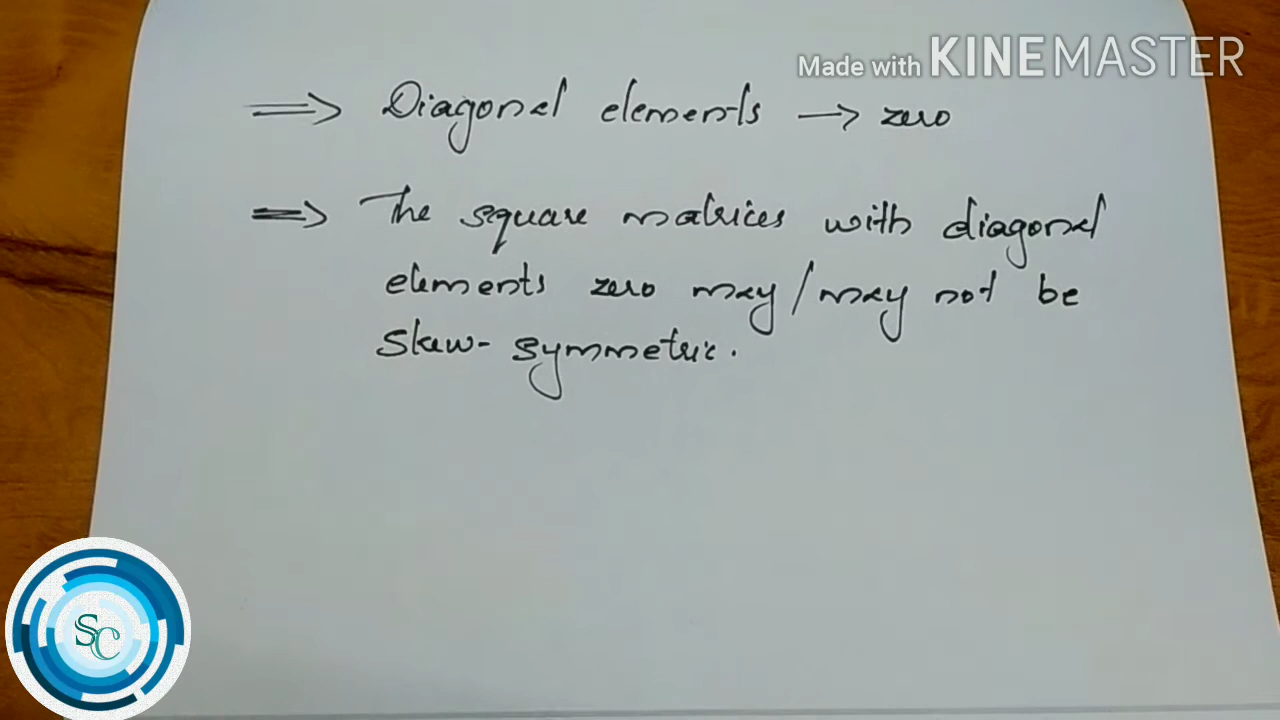 Made with KINEMASTER
⇒ Diagonal elements → zero
⇒ The square matrices with diagonal
elements zero may/may not be
Skew-symmetric.
SC